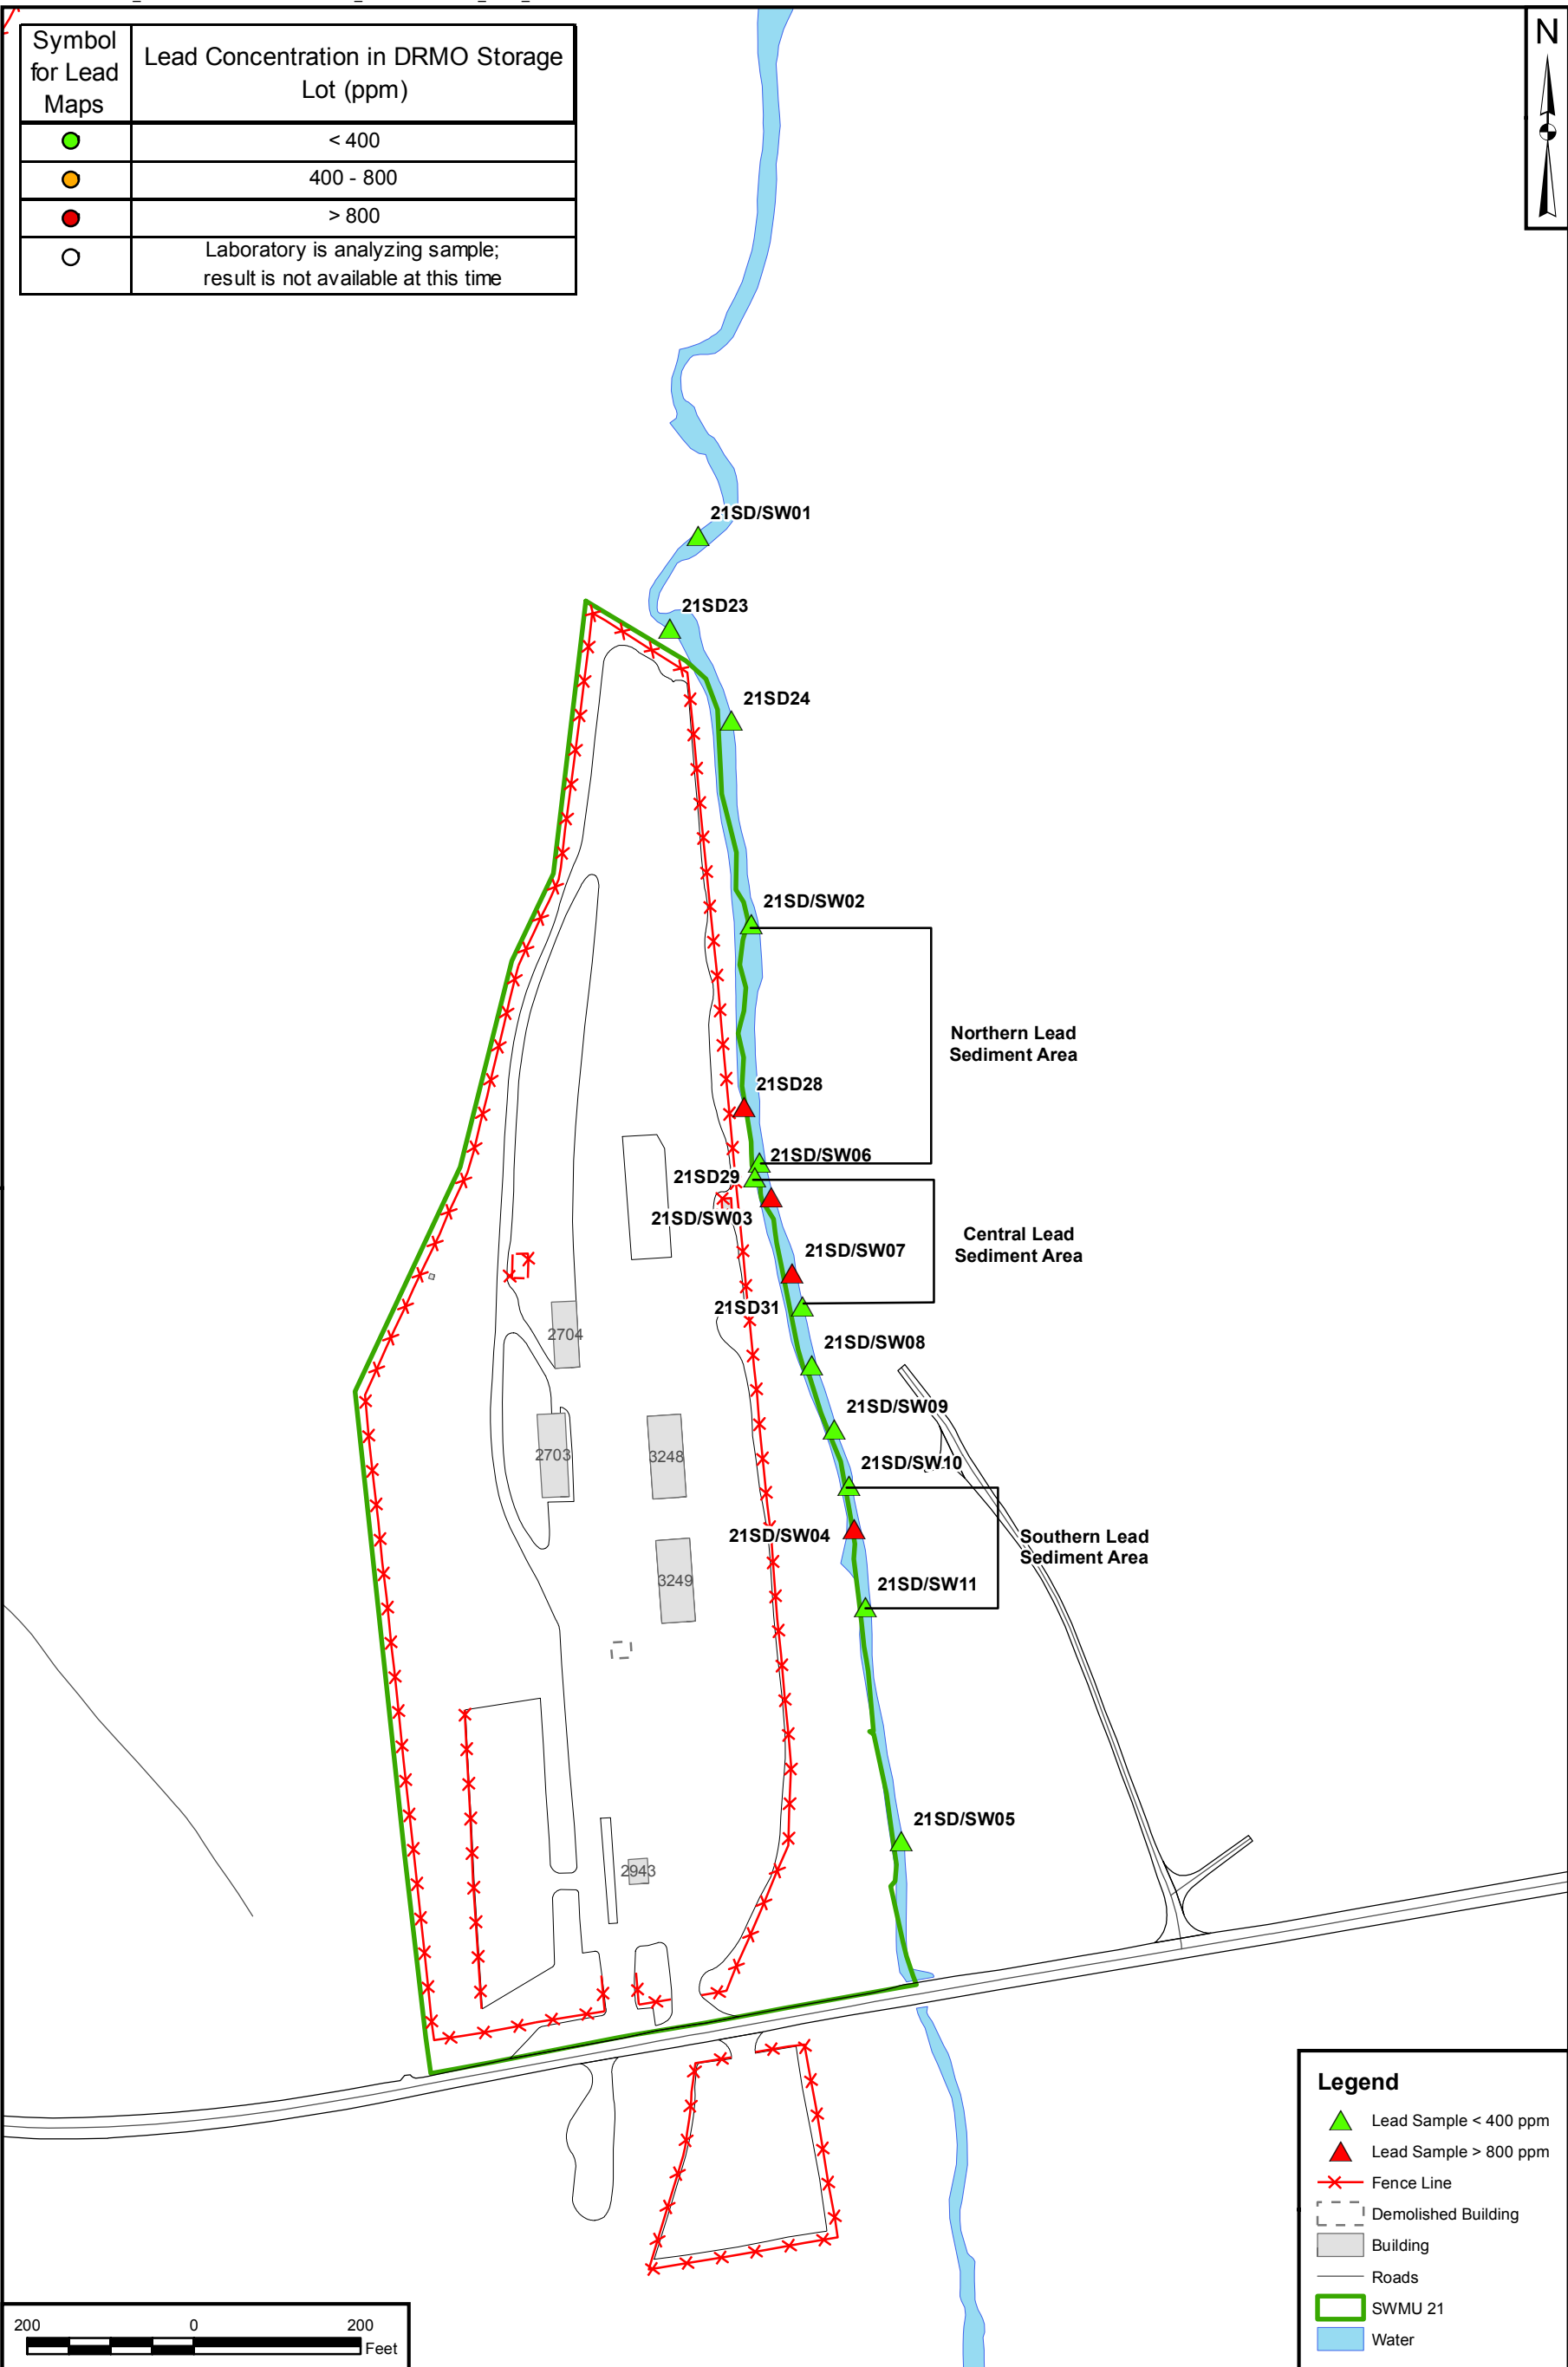 Symbol
for Lead
Maps
Lead Concentration in DRMO Storage
Lot (ppm)
< 400
400 - 800
> 800
Laboratory is analyzing sample;
result is not available at this time
N
21SD/SW01
21SD23
21SD24
21SD/SW02
Northern Lead
Sediment Area
21SD28
21SD/SW06
21SD29
21SD/SW03
Central Lead
Sediment Area
21SD/SW07
21SD31
21SD/SW08
2704
21SD/SW09
2703
3248
21SD/SW10
21SD/SW04
Southern Lead
Sediment Area
3249
21SD/SW11
21SD/SW05
2943
Legend
Lead Sample < 400 ppm
Lead Sample > 800 ppm
Fence Line
Demolished Building
Building
Roads
SWMU 21
Water
200 0 200
Feet